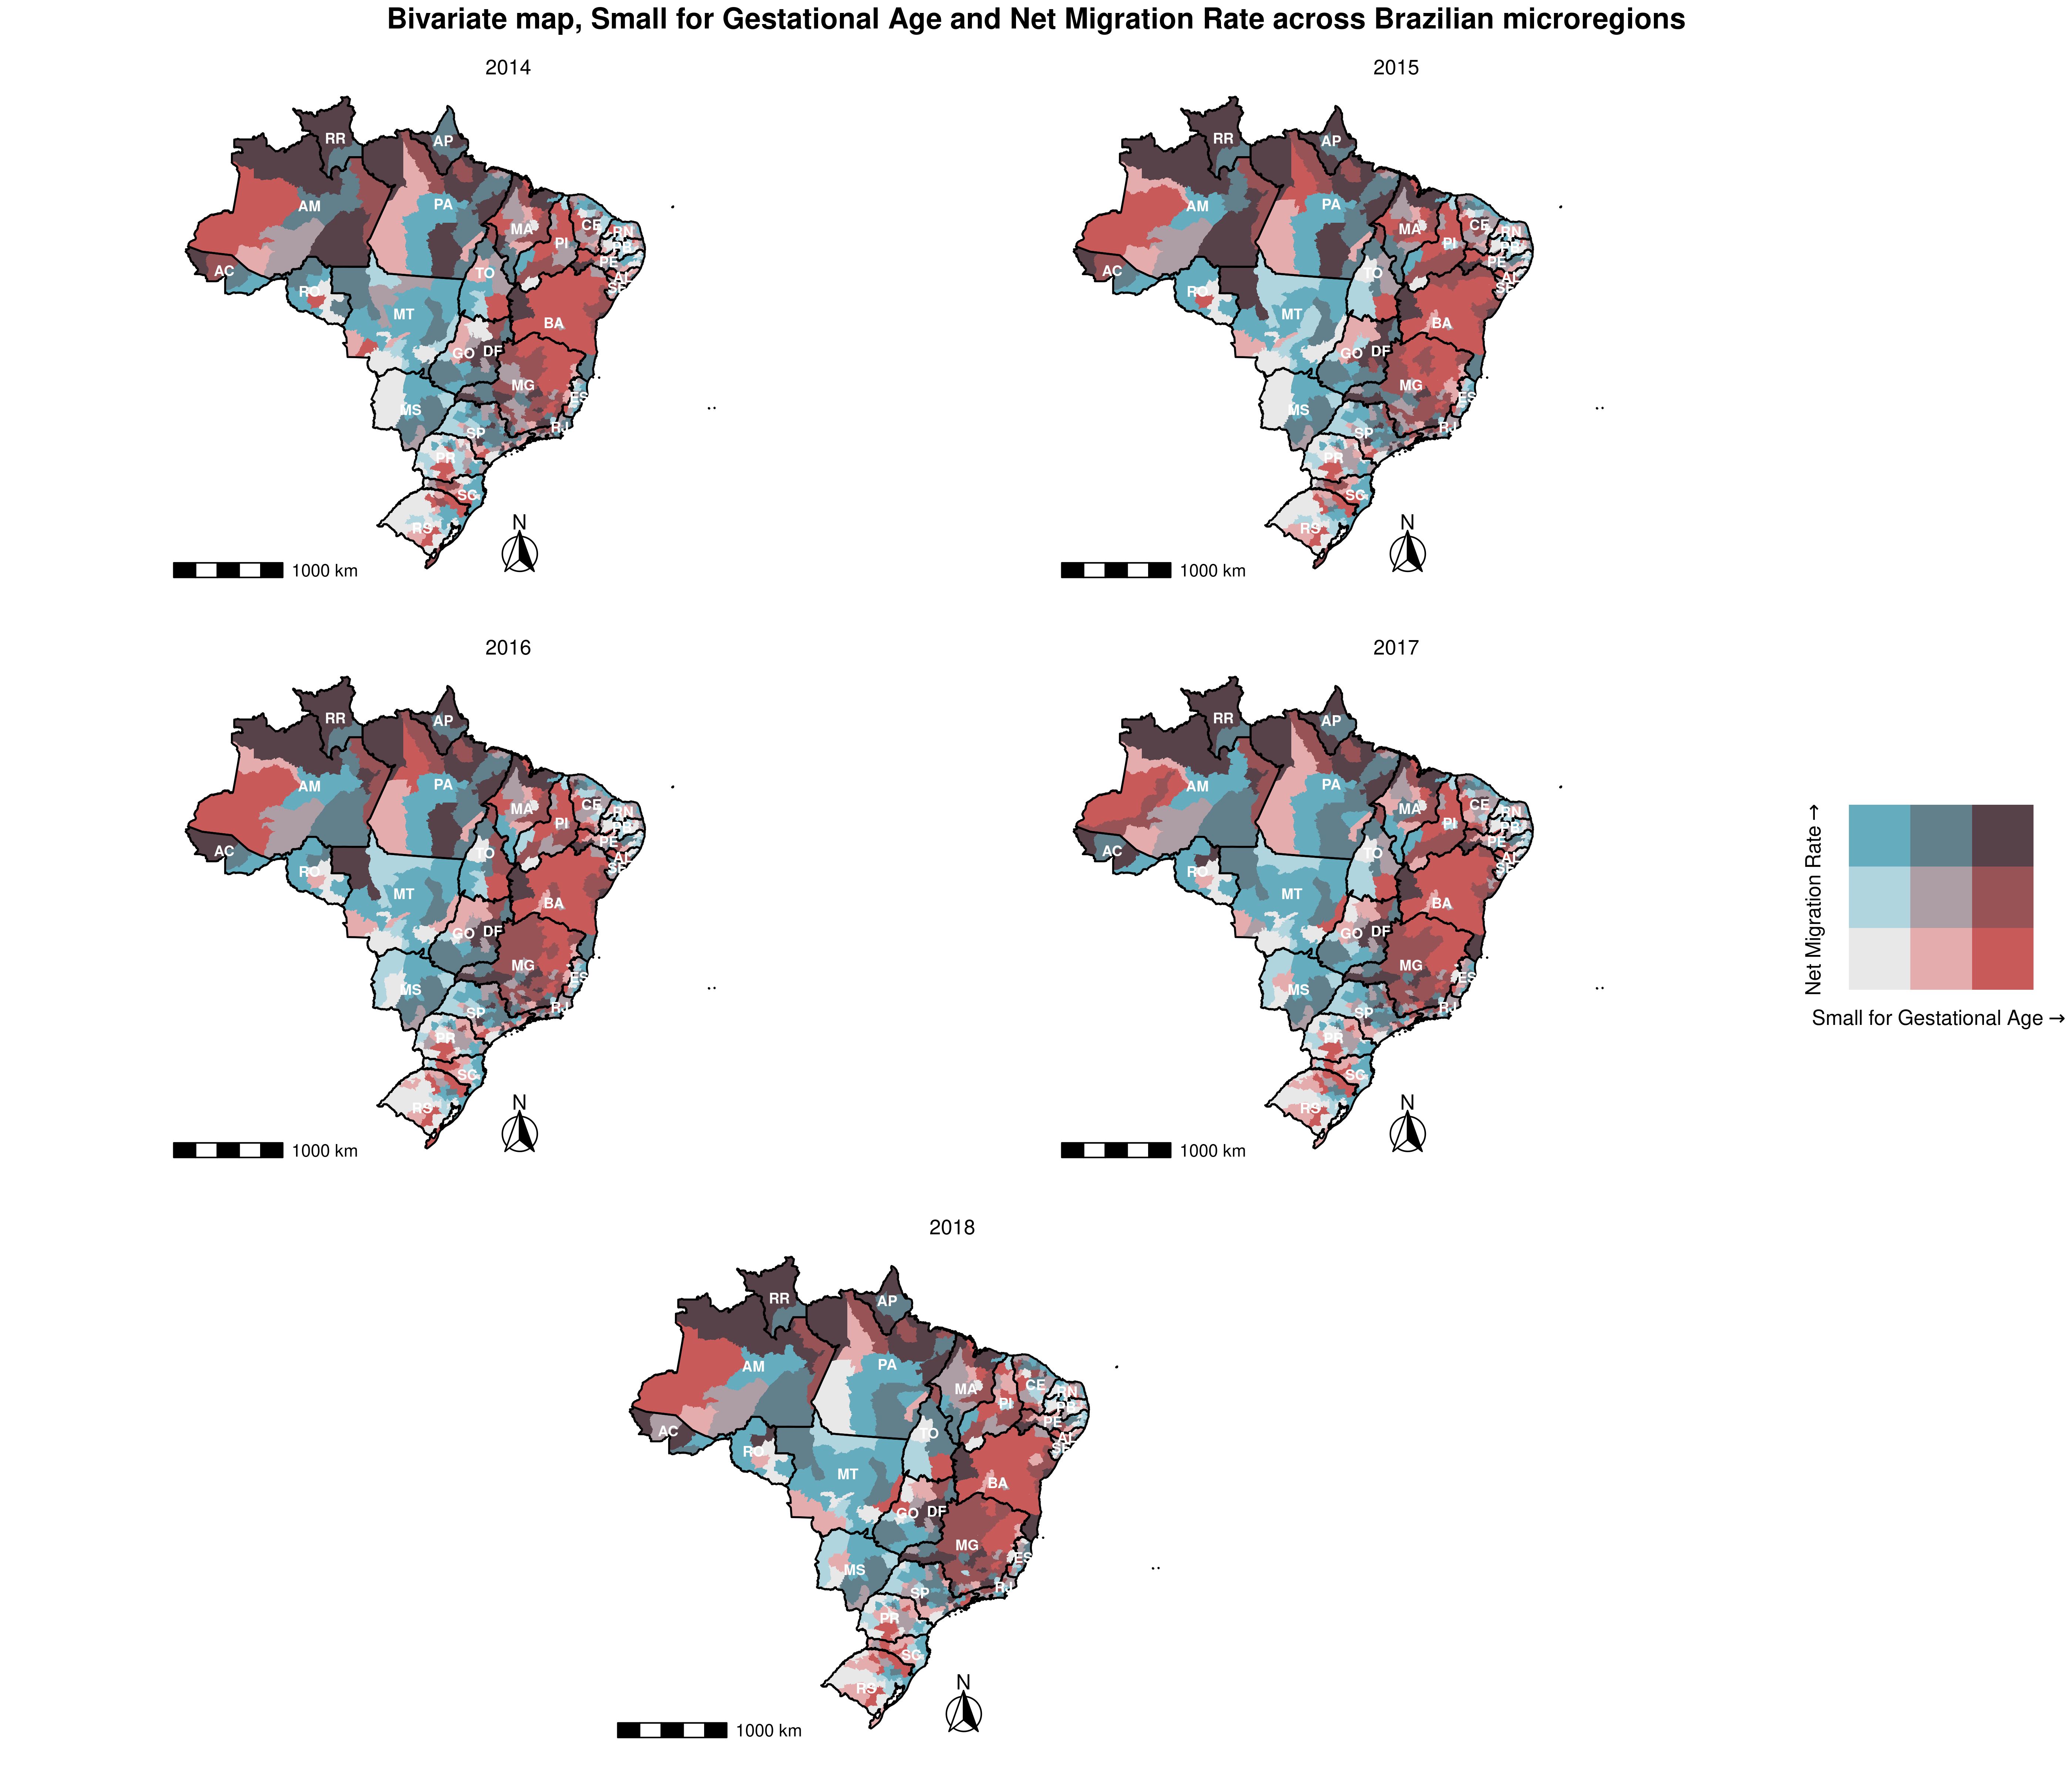 Bivariate map, Small for Gestational Age and Net Migration Rate across Brazilian microregions
2014
RR
AP
AM
PA
MA
CE
RN
PB
PI
PE
AC
TO
AL
SE
RO
MT
BA
GO
DF
MG
MS
ES
SP
RJ
PR
SC
RS
N
1000 km
2015
RR
AP
AM
PA
MA
CE
RN
PB
PI
PE
AC
TO
AL
SE
RO
MT
BA
GO
DF
MG
MS
ES
SP
RJ
PR
SC
RS
N
1000 km
2016
RR
AP
AM
PA
MA
CE
RN
PB
PI
PE
AC
TO
AL
SE
RO
MT
BA
GO
DF
MG
MS
ES
SP
RJ
PR
SC
RS
N
1000 km
2017
RR
AP
AM
PA
MA
CE
RN
PB
PI
PE
AC
TO
AL
SE
RO
MT
BA
GO
DF
MG
MS
ES
SP
RJ
PR
SC
RS
N
1000 km
Net Migration Rate →
Small for Gestational Age →
2018
RR
AP
AM
PA
MA
CE
RN
PB
PI
PE
AC
TO
AL
SE
RO
MT
BA
GO
DF
MG
MS
ES
SP
RJ
PR
SC
RS
N
1000 km